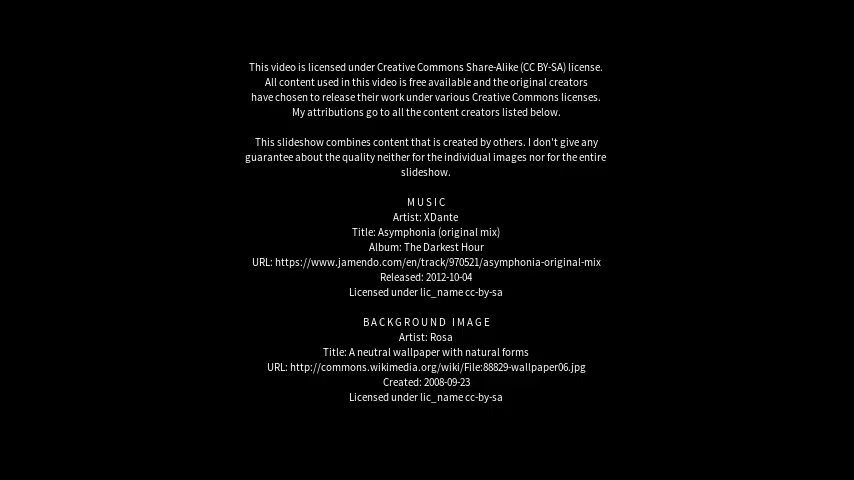 This video is licensed under Creative Commons Share-Alike (CC BY-SA) license.
All content used in this video is free available and the original creators
have chosen to release their work under various Creative Commons licenses.
My attributions go to all the content creators listed below.
This slideshow combines content that is created by others. I don't give any
guarantee about the quality neither for the individual images nor for the entire
slideshow.
MUSIC
Artist: XDante
Title: Asymphonia (original mix)
Album: The Darkest Hour
URL: https://www.jamendo.com/en/track/970521/asymphonia-original-mix
Released: 2012-10-04
Licensed under lic_name cc-by-sa
BACKGROUND IMAGE
Artist: Rosa
Title: A neutral wallpaper with natural forms
URL: http://commons.wikimedia.org/wiki/File:88829-wallpaper06.jpg
Created: 2008-09-23
Licensed under lic_name cc-by-sa